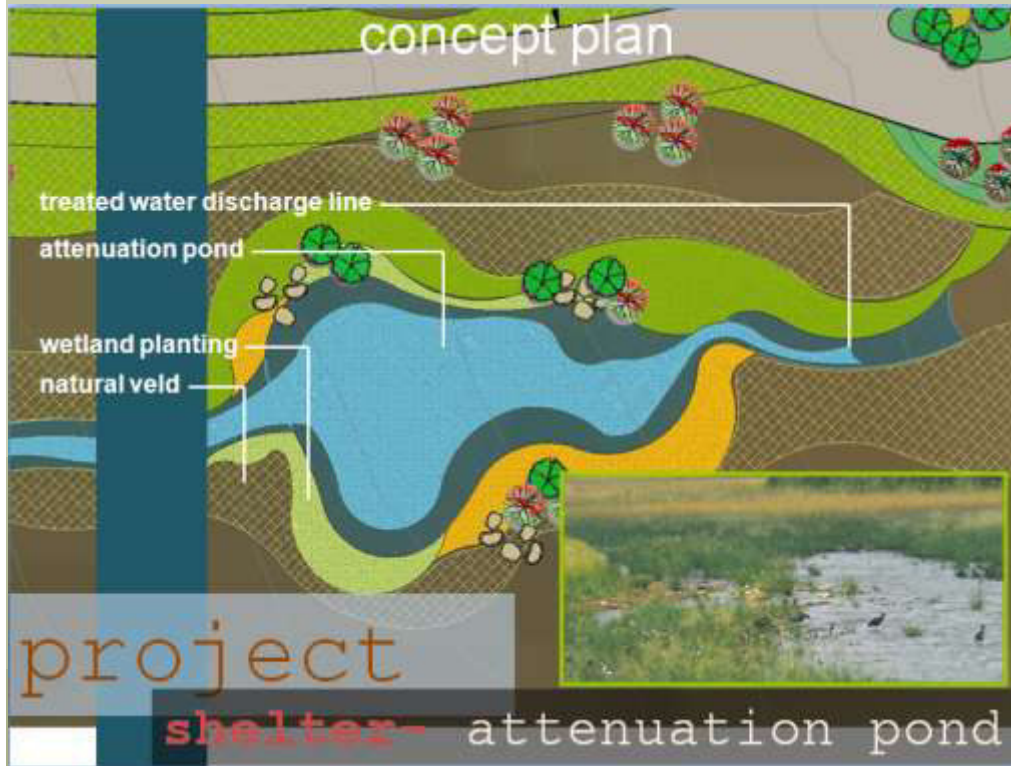 concept plan
treated water discharge line
attenuation pond
wetland planting
natural veld
project
shelter- attenuation pond